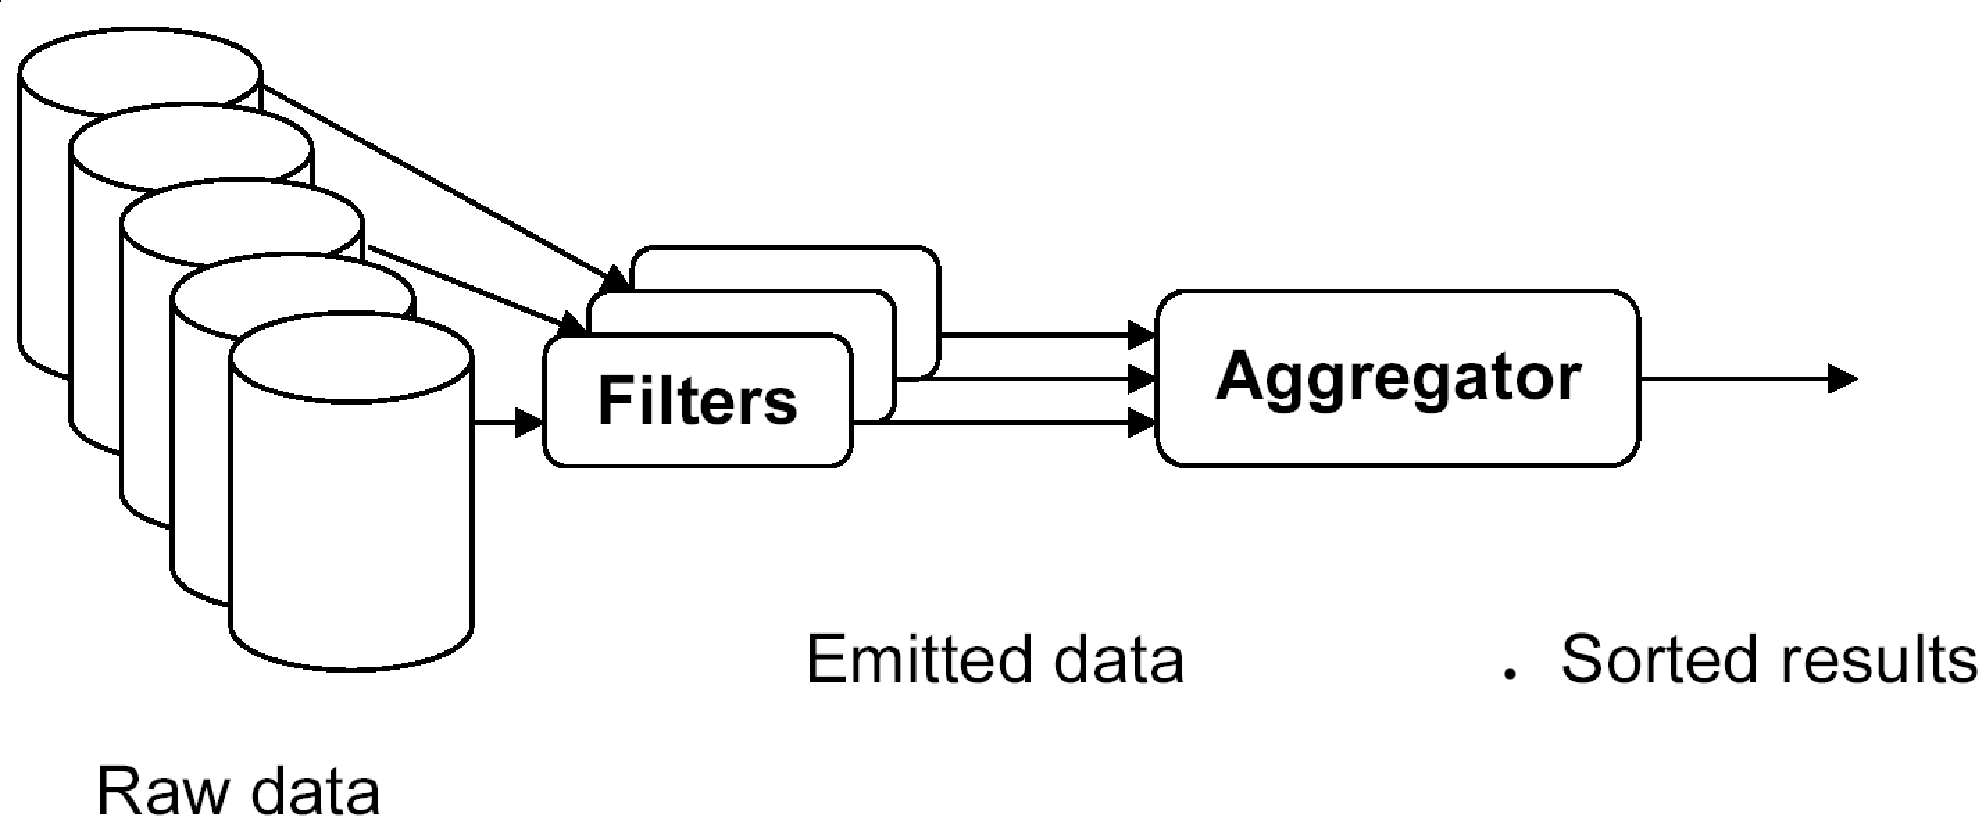 Filters
Aggregator
Emitted data
. Sorted results
Raw data